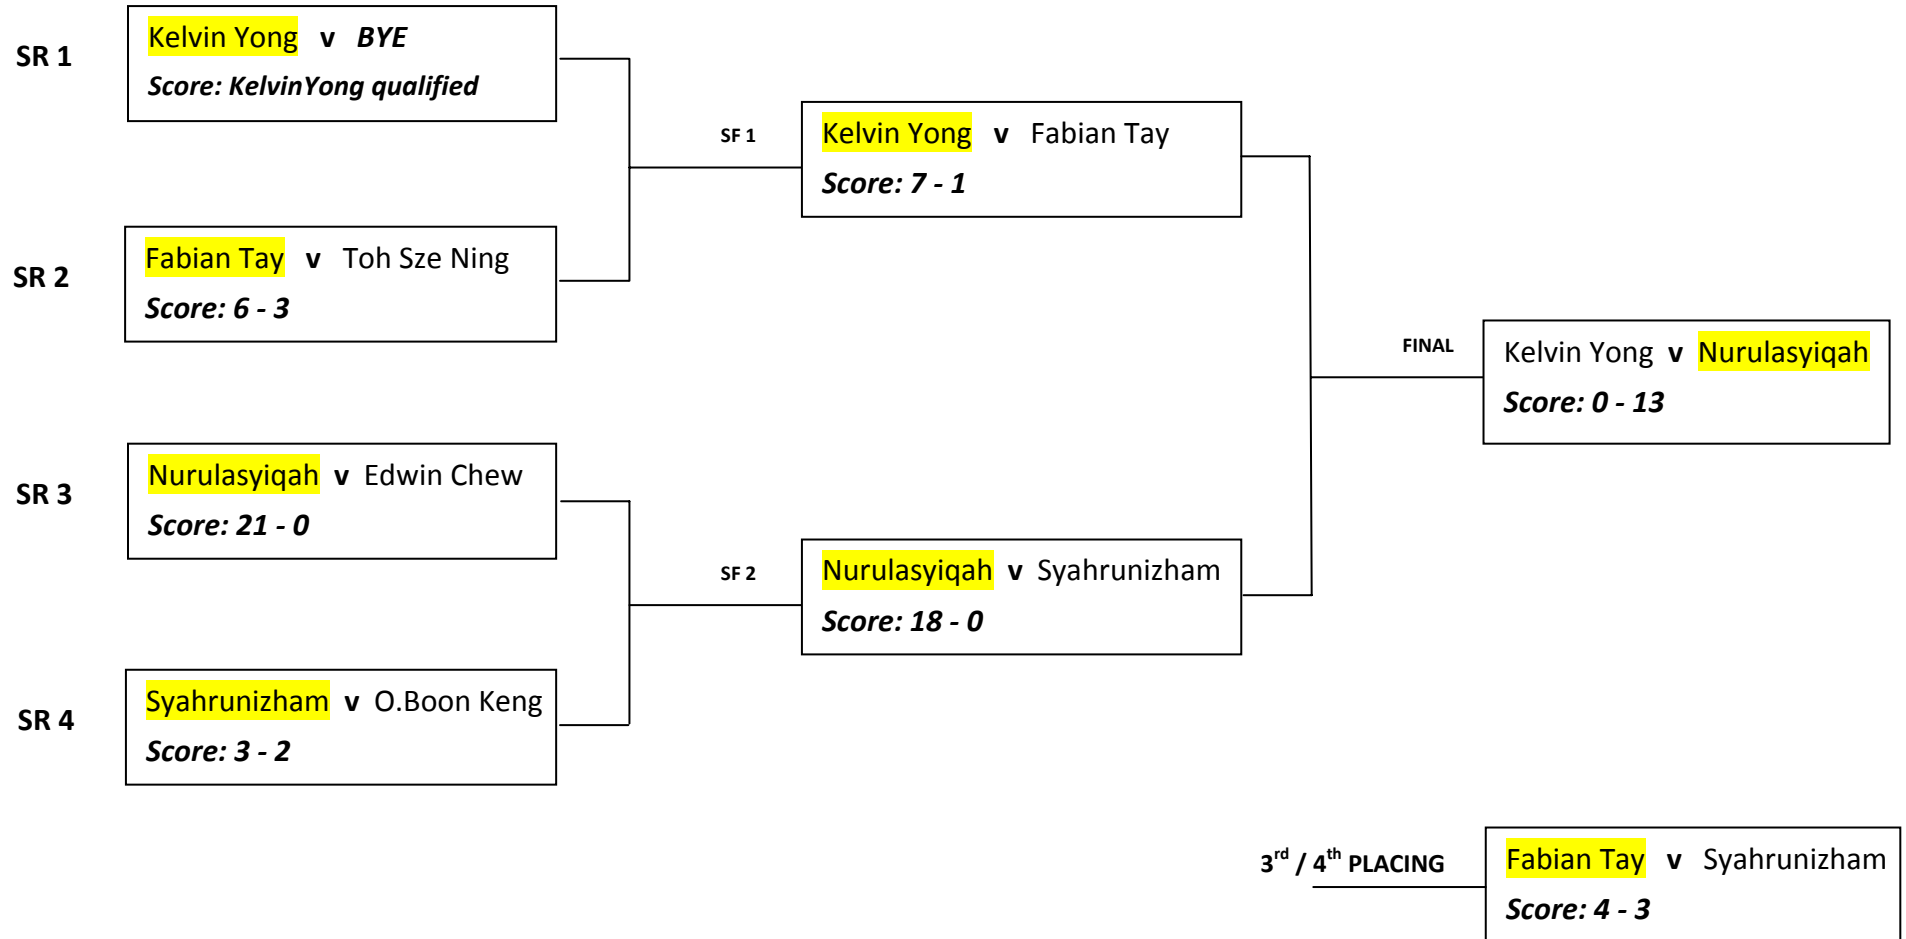 SR 1
Kelvin Yong v BYE
Score: KelvinYong qualified
SR 2
Fabian Tay v Toh Sze Ning
Score: 6 - 3
SR 3
Nurulasyiqah v Edwin Chew
Score: 21 - 0
SR 4
Syahrunizham v O.Boon Keng
Score: 3 - 2
SF 1
Kelvin Yong v Fabian Tay
Score: 7 - 1
SF 2
Nurulasyiqah v Syahrunizham
Score: 18 - 0
FINAL
Kelvin Yong v Nurulasyiqah
Score: 0 - 13
3rd / 4th PLACING
Fabian Tay v Syahrunizham
Score: 4 - 3